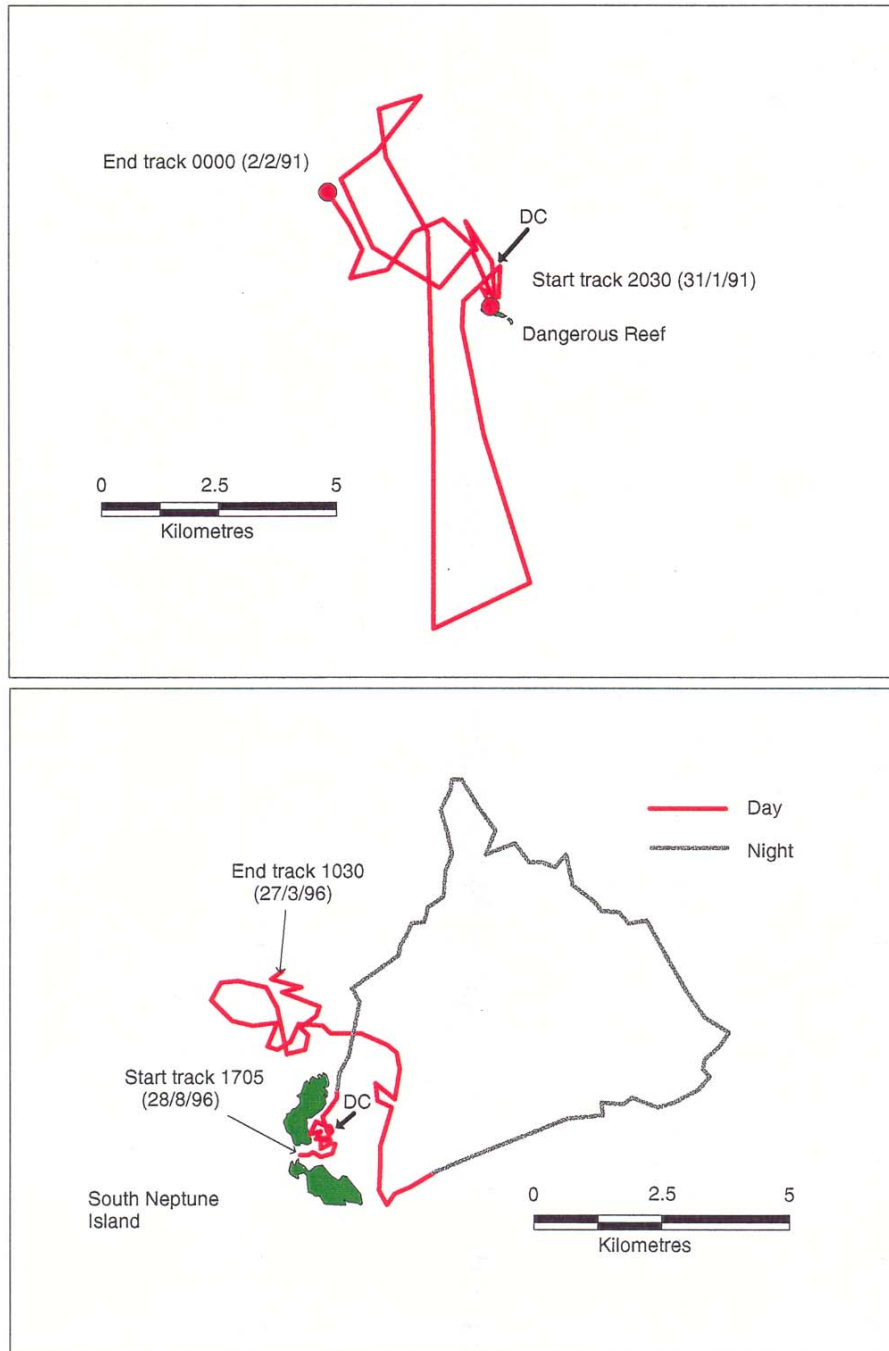 End track 0000 (2/2/91)
DC
Start track 2030 (31/1/91)
Dangerous Reef
0 2.5 5
Kilometres
Day
Night
End track 1030
(27/3/96)
Start track 1705
(28/8/96)
DC
South Neptune
Island
0 2.5 5
Kilometres